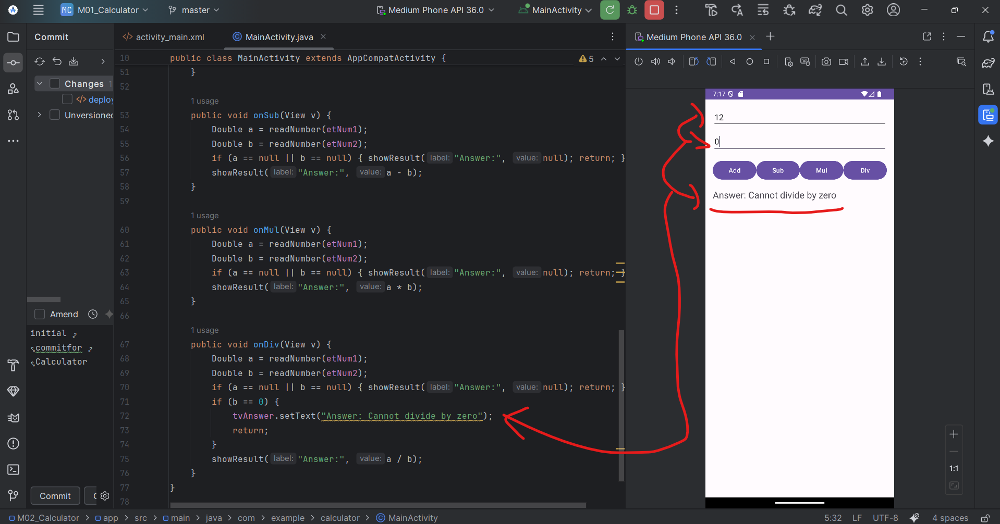 MC M01_Calculator master Medium Phone API 36.0 MainActivity
Commit
activity_main.xml MainActivity.java
Medium Phone API 36.0
10 public class MainActivity extends AppCompatActivity { 5
Changes 1
deploy
Unversioned
Amend
initial
commitfor
Calculator
Commit
51 }
52
1 usage
53 public void onSub(View v) {
54 Double a = readNumber(etNum1);
55 Double b = readNumber(etNum2);
56 if (a == null || b == null) { showResult( label: "Answer:", value: null); return; }
57 showResult( label: "Answer:", value: a - b);
58 }
59
1 usage
60 public void onMul(View v) {
61 Double a = readNumber(etNum1);
62 Double b = readNumber(etNum2);
63 if (a == null || b == null) { showResult( label: "Answer:", value: null); return; }
64 showResult( label: "Answer:", value: a * b);
65 }
66
1 usage
67 public void onDiv(View v) {
68 Double a = readNumber(etNum1);
69 Double b = readNumber(etNum2);
70 if (a == null || b == null) { showResult( label: "Answer:", value: null); return; }
71 if (b == 0) {
72 tvAnswer.setText("Answer: Cannot divide by zero");
73 return;
74 }
75 showResult( label: "Answer:", value: a / b);
76 }
77 }
78
7:17
12
0
Add Sub Mul Div
Answer: Cannot divide by zero
1:1
M02_Calculator > app > src > main > java > com > example > calculator > MainActivity 5:32 LF UTF-8 4 spaces